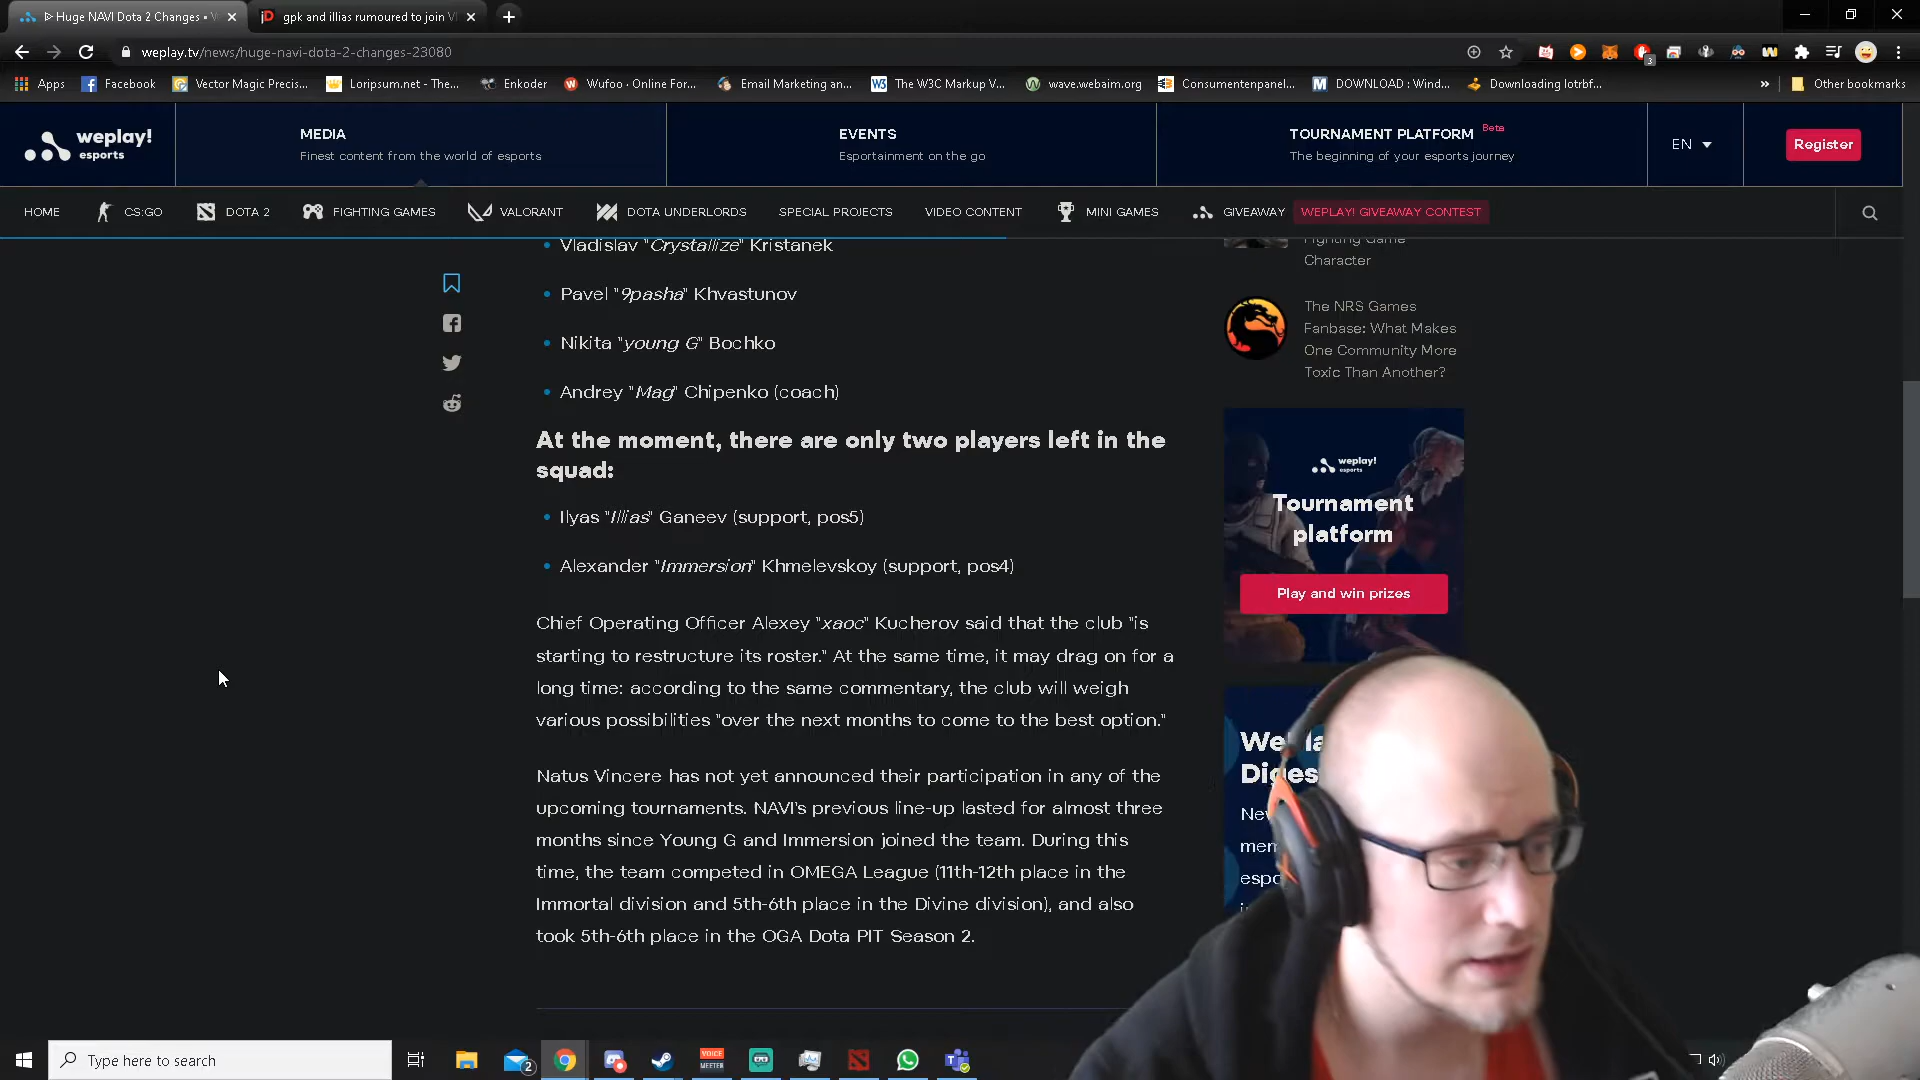 Huge NAVI Dota 2 Changes •
gpk and illias rumoured to join
weplay.tv/news/huge-navi-dota-2-changes-23080
3
Apps
Facebook
Vector Magic Precis...
Loripsum.net - The...
Enkoder
Wufoo · Online For...
Email Marketing an...
The W3C Markup V...
wave.webaim.org
Consumentenpanel...
DOWNLOAD : Wind...
Downloading lotrbf...
»
Other bookmarks
weplay!
esports
MEDIA
Finest content from the world of esports
EVENTS
Esportainment on the go
TOURNAMENT PLATFORM Beta
The beginning of your esports journey
EN
Register
HOME
CS:GO
DOTA 2
FIGHTING GAMES
VALORANT
DOTA UNDERLORDS
SPECIAL PROJECTS
VIDEO CONTENT
MINI GAMES
GIVEAWAY
WEPLAY! GIVEAWAY CONTEST
Vladislav "Crystallize" Kristanek
Pavel "9pasha" Khvastunov
Nikita "young G" Bochko
Andrey "Mag" Chipenko (coach)
At the moment, there are only two players left in the
squad:
Ilyas "Illias" Ganeev (support, pos5)
Alexander "Immersion" Khmelevskoy (support, pos4)
Chief Operating Officer Alexey "xaoc" Kucherov said that the club "is
starting to restructure its roster." At the same time, it may drag on for a
long time: according to the same commentary, the club will weigh
various possibilities "over the next months to come to the best option."
Natus Vincere has not yet announced their participation in any of the
upcoming tournaments. NAVI's previous line-up lasted for almost three
months since Young G and Immersion joined the team. During this
time, the team competed in OMEGA League (11th-12th place in the
Immortal division and 5th-6th place in the Divine division), and also
took 5th-6th place in the OGA Dota PIT Season 2.
Fighting Game
Character
The NRS Games
Fanbase: What Makes
One Community More
Toxic Than Another?
weplay!
esports
Tournament
platform
Play and win prizes
Type here to search
2
VOICE
MEETER